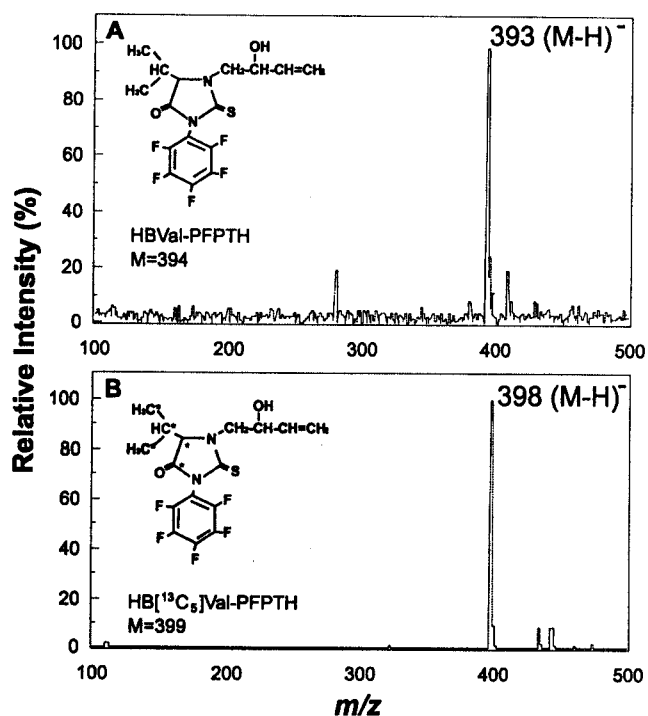 A
393 (M-H)⁻
OH
H₃C
HC
CH₂-CH-CH=CH₂
H₃C
N
O
S
N
F
F
F
F
F
HBVal-PFPTH
M=394
100
80
60
40
20
0
100
200
300
400
500
Relative Intensity (%)
B
398 (M-H)⁻
OH
H₃C*
HC*
CH₂-CH-CH=CH₂
H₃C*
N
*
O
*
S
N
F
F
F
F
F
HB[¹³C₅]Val-PFPTH
M=399
100
80
60
40
20
0
100
200
300
400
500
m/z